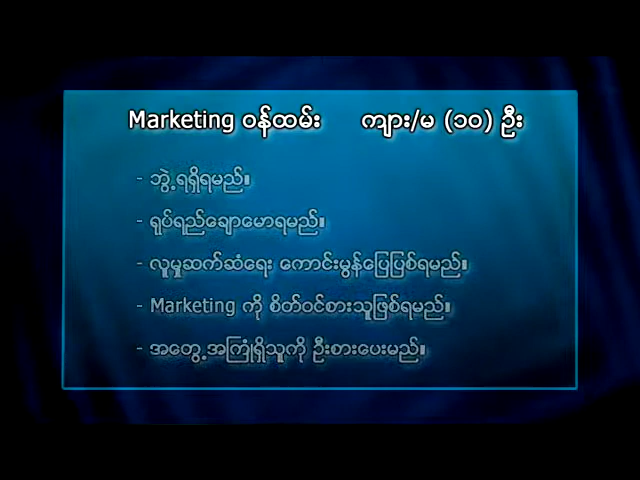 Marketing ဝန်ထမ်း ကျား/မ (၁၀) ဦး
- ဘွဲ့ရရှိရမည်။
- ရုပ်ရည်ချောမောရမည်။
- လူမှုဆက်ဆံရေး ကောင်းမွန်ပြေပြစ်ရမည်။
- Marketing ကို စိတ်ဝင်စားသူဖြစ်ရမည်။
- အတွေ့အကြုံရှိသူကို ဦးစားပေးမည်။